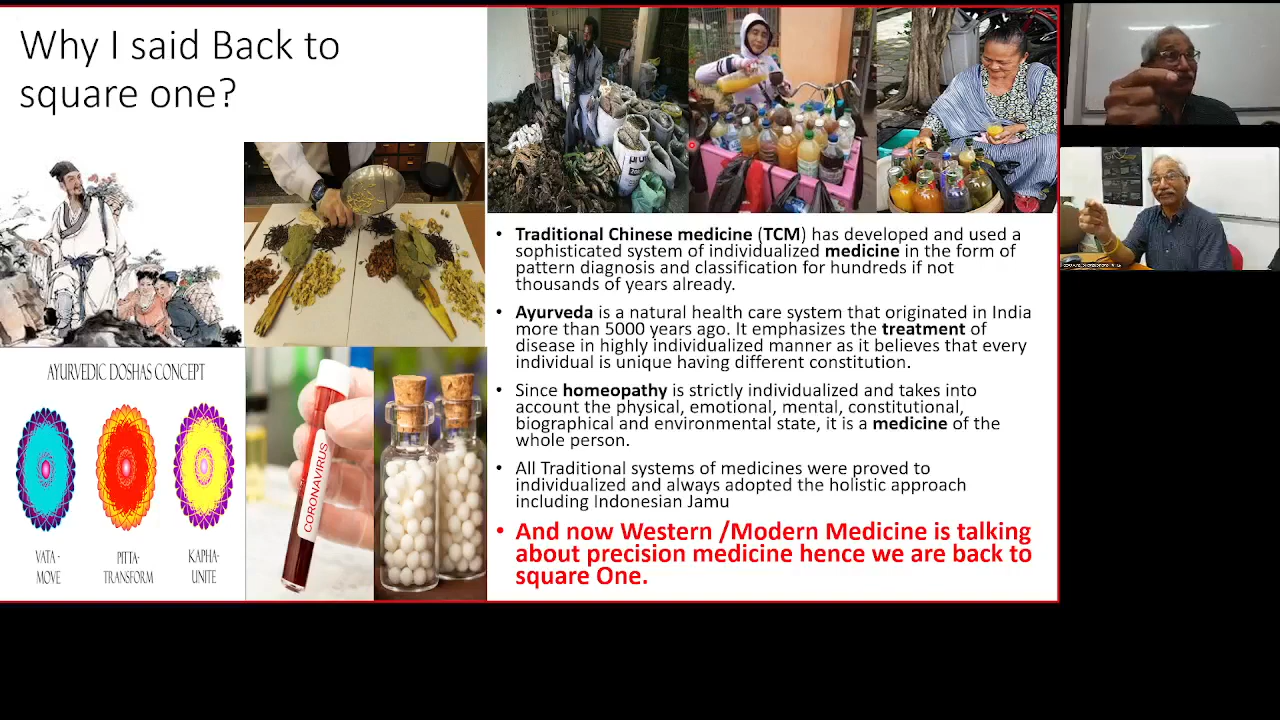 Why I said Back to
square one?
Traditional Chinese medicine (TCM) has developed and used a
sophisticated system of individualized medicine in the form of
pattern diagnosis and classification for hundreds if not
thousands of years already.
Ayurveda is a natural health care system that originated in India
more than 5000 years ago. It emphasizes the treatment of
disease in highly individualized manner as it believes that every
individual is unique having different constitution.
Since homeopathy is strictly individualized and takes into
account the physical, emotional, mental, constitutional,
biographical and environmental state, it is a medicine of the
whole person.
All Traditional systems of medicines were proved to
individualized and always adopted the holistic approach
including Indonesian Jamu
And now Western /Modern Medicine is talking
about precision medicine hence we are back to
square One.
AYURVEDIC DOSHAS CONCEPT
VATA -
MOVE
PITTA-
TRANSFORM
KAPHA-
UNITE
CORONAVIRUS